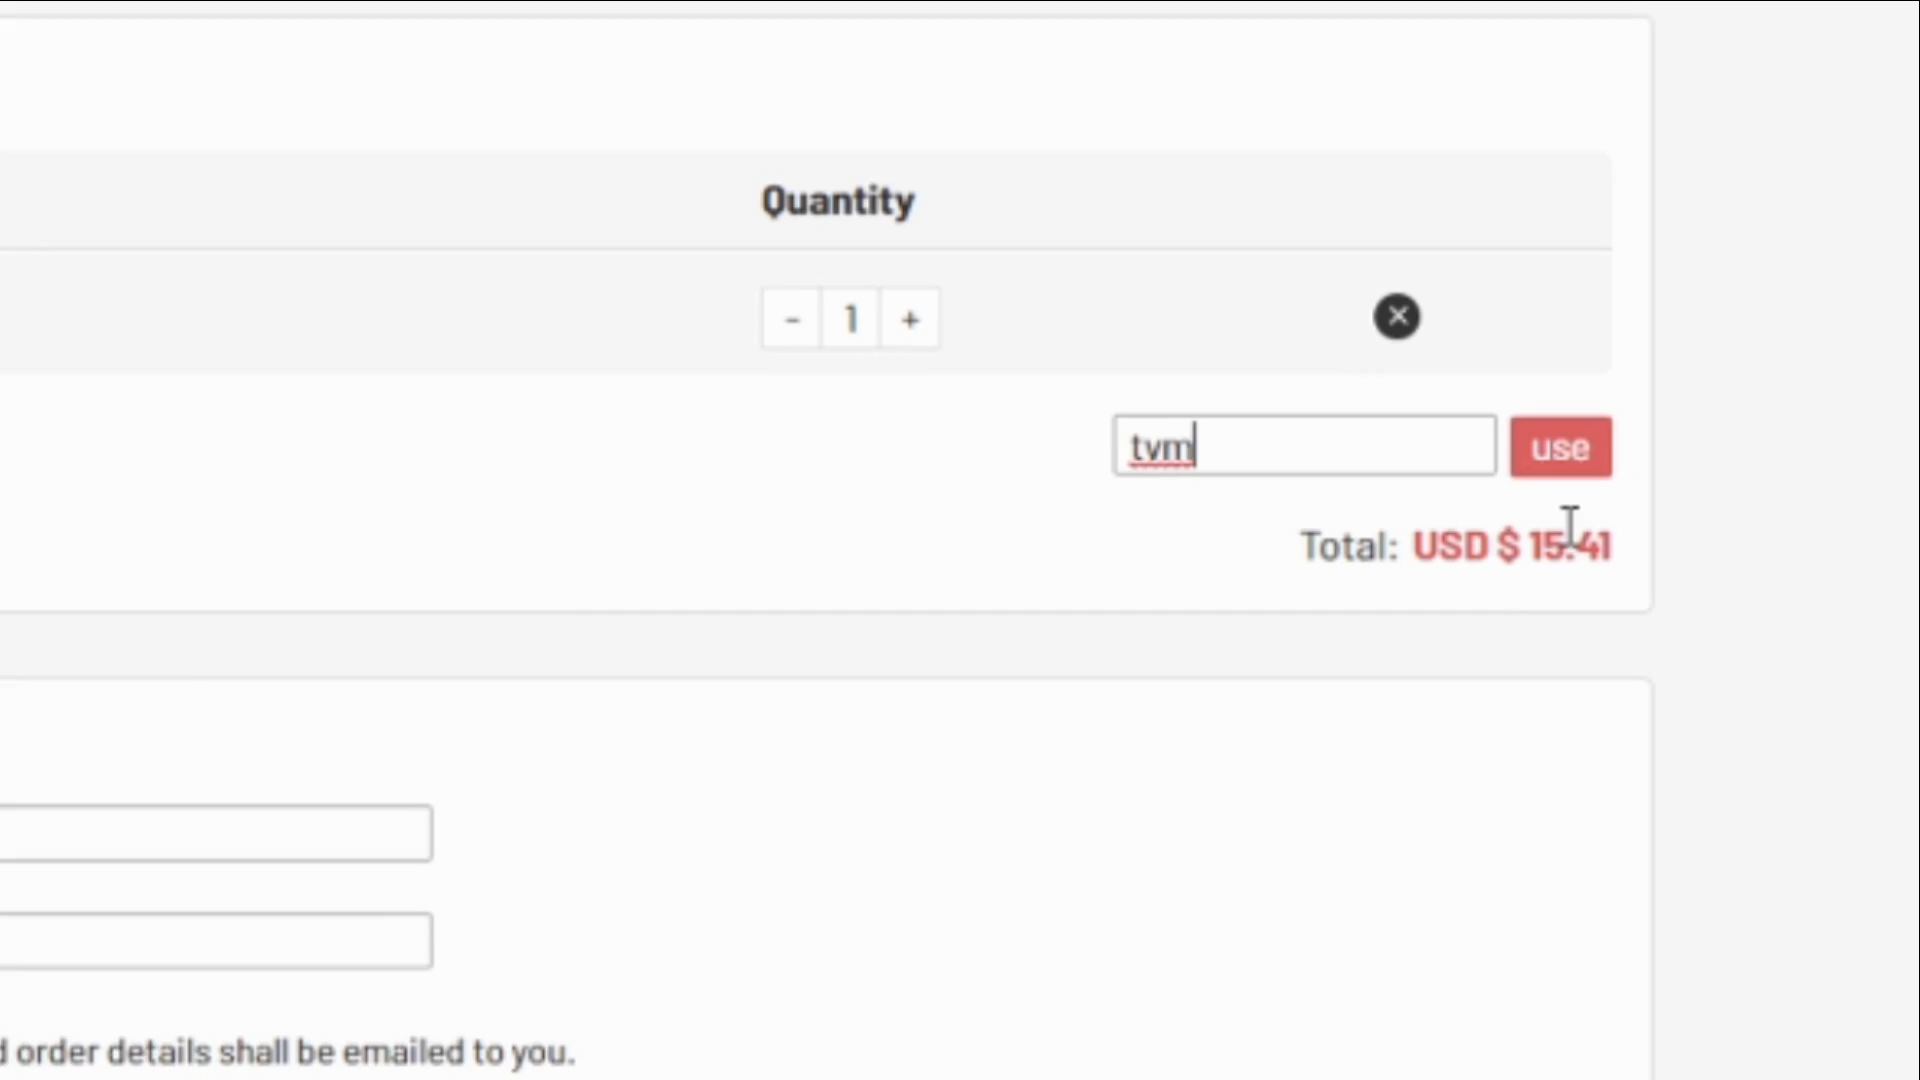 Quantity
- 1 +
tvm use
Total: USD $ 15.41
order details shall be emailed to you.